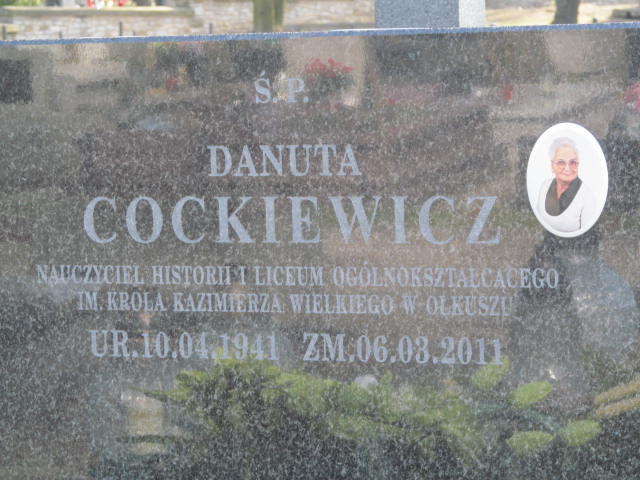 Ś.P.
DANUTA
COCKIEWICZ
NAUCZYCIEL HISTORII I LICEUM OGÓLNOKSZTAŁCĄCEGO
IM. KRÓLA KAZIMIERZA WIELKIEGO W OLKUSZU
UR.10.04.1941 ZM.06.03.2011